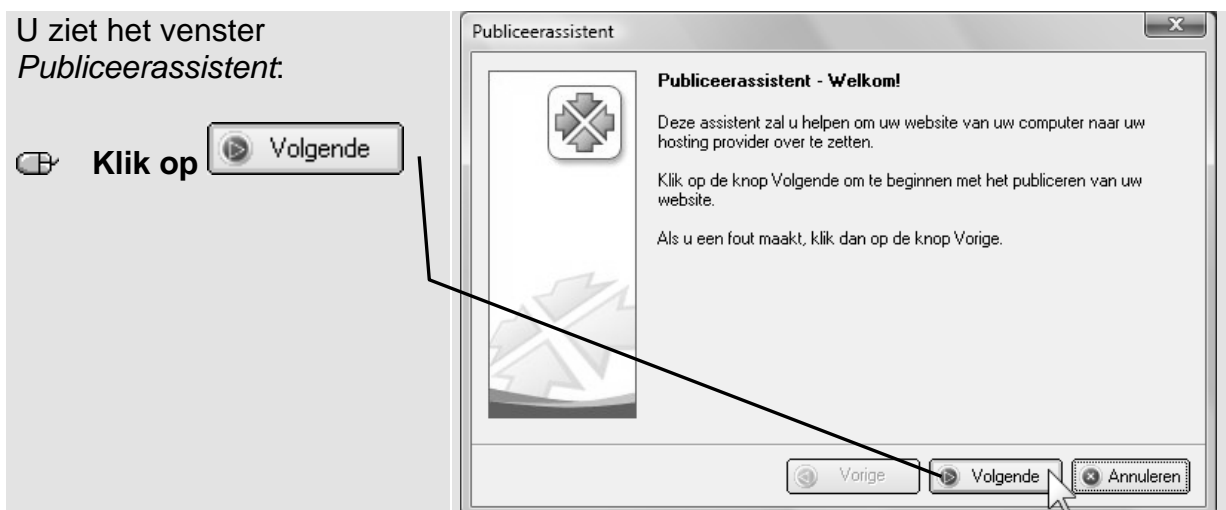 U ziet het venster
Publiceerassistent:
Klik op Volgende
Publiceerassistent
Publiceerassistent - Welkom!
Deze assistent zal u helpen om uw website van uw computer naar uw
hosting provider over te zetten.
Klik op de knop Volgende om te beginnen met het publiceren van uw
website.
Als u een fout maakt, klik dan op de knop Vorige.
Vorige Volgende Annuleren